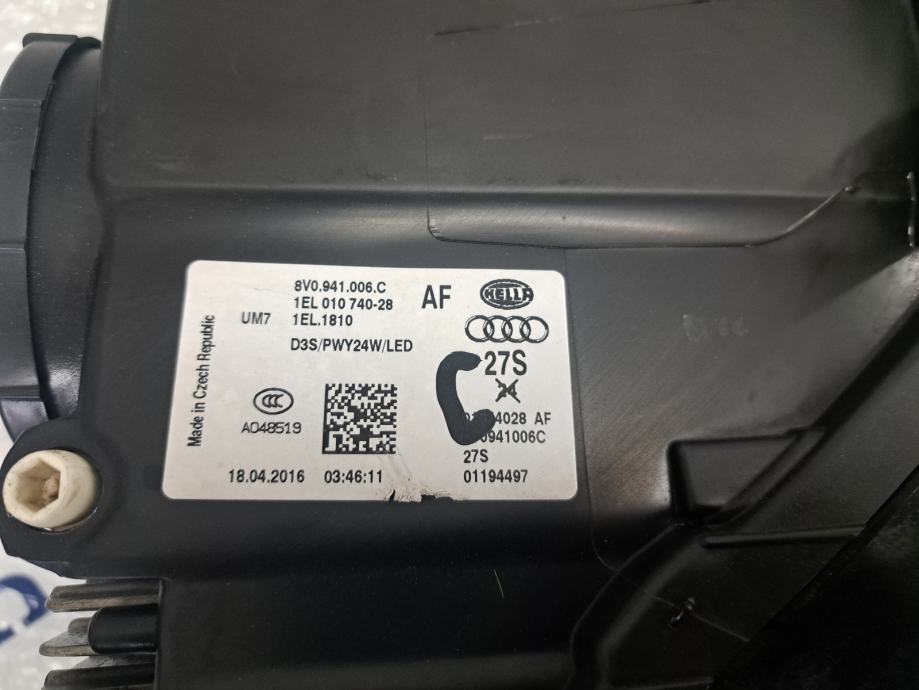 8V0.941.006.C
1EL 010 740-28
UM7 1EL.1810
AF
HELLA
D3S/PWY24W/LED
27S
Made in Czech Republic
CCC
A048519
4028 AF
0941006C
27S
18.04.2016 03:46:11 01194497